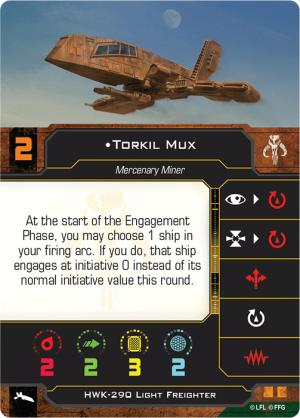 •Torkil Mux
2
Mercenary Miner
At the start of the Engagement
Phase, you may choose 1 ship in
your firing arc. If you do, that ship
engages at initiative 0 instead of its
normal initiative value this round.
2 2 3 2
HWK-290 Light Freighter
©LFL ©FFG